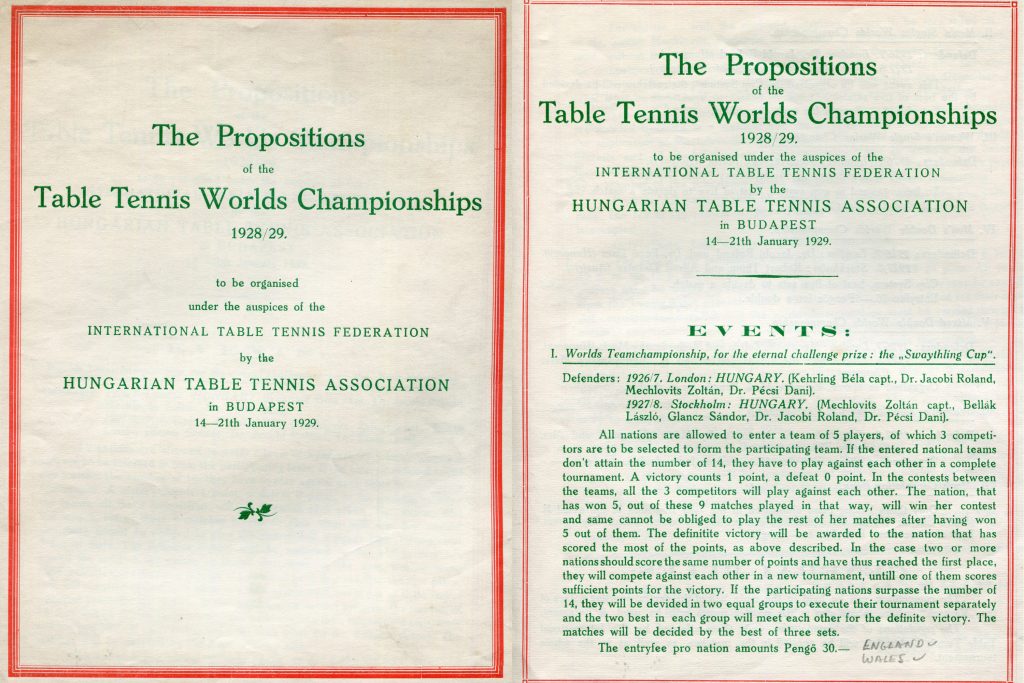 The Propositions
of the
Table Tennis Worlds Championships
1928/29.
to be organised
under the auspices of the
INTERNATIONAL TABLE TENNIS FEDERATION
by the
HUNGARIAN TABLE TENNIS ASSOCIATION
in BUDAPEST
14—21th January 1929.
The Propositions
of the
Table Tennis Worlds Championships
1928/29.
to be organised under the auspices of the
INTERNATIONAL TABLE TENNIS FEDERATION
by the
HUNGARIAN TABLE TENNIS ASSOCIATION
in BUDAPEST
14—21th January 1929.
EVENTS:
I. Worlds Teamchampionship, for the eternal challenge prize: the „Swaythling Cup“.
Defenders: 1926/7. London: HUNGARY. (Kehrling Béla capt., Dr. Jacobi Roland,
Mechlovits Zoltán, Dr. Pécsi Dani).
1927/8. Stockholm: HUNGARY. (Mechlovits Zoltán capt., Bellák
László, Glancz Sándor, Dr. Jacobi Roland, Dr. Pécsi Dani).
All nations are allowed to enter a team of 5 players, of which 3 competi-
tors are to be selected to form the participating team. If the entered national teams
don't attain the number of 14, they have to play against each other in a complete
tournament. A victory counts 1 point, a defeat 0 point. In the contests between
the teams, all the 3 competitors will play against each other. The nation, that
has won 5, out of these 9 matches played in that way, will win her contest
and same cannot be obliged to play the rest of her matches after having won
5 out of them. The definitite victory will be awarded to the nation that has
scored the most of the points, as above described. In the case two or more
nations should score the same number of points and have thus reached the first place,
they will compete against each other in a new tournament, untill one of them scores
sufficient points for the victory. If the participating nations surpasse the number of
14, they will be devided in two equal groups to execute their tournament separately
and the two best in each group will meet each other for the definite victory. The
matches will be decided by the best of three sets.
The entryfee pro nation amounts Pengő 30.—
ENGLAND ✓
WALES ✓